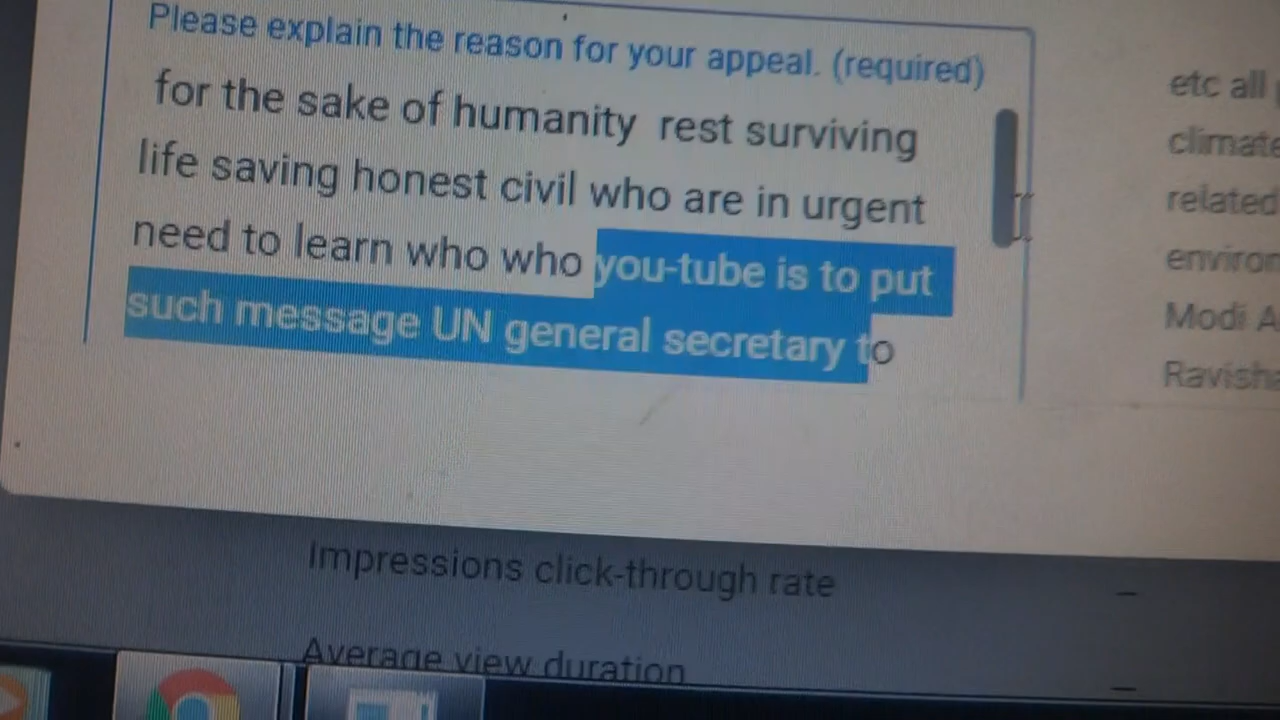 Please explain the reason for your appeal. (required)
for the sake of humanity rest surviving
life saving honest civil who are in urgent
need to learn who who you-tube is to put
such message UN general secretary to
etc all
climate
related
Modi A
Impressions click-through rate
Average view duration